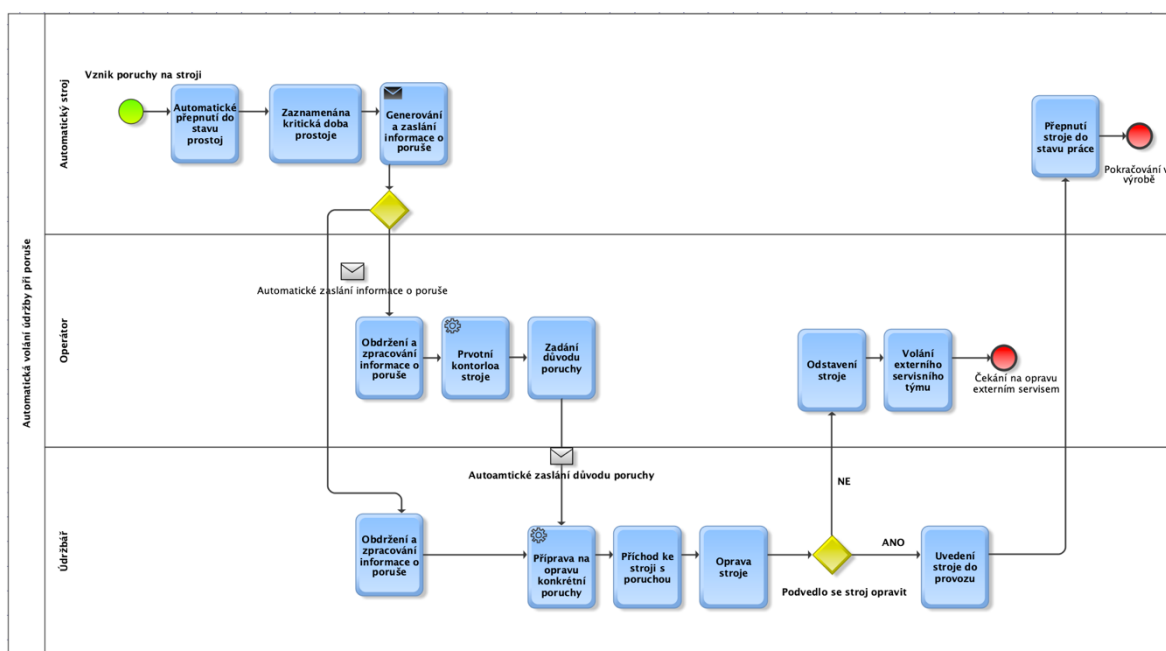 Automatická volání údržby při poruše
Automatický stroj
Vznik poruchy na stroji
Automatické
přepnutí do
stavu
prostoj
Zaznamenána
kritická doba
prostoje
Generování
a zaslání
informace o
poruše
Přepnutí
stroje do
stavu práce
Pokračování v
výrobě
Operátor
Automatické zaslání informace o poruše
Obdržení a
zpracování
informace o
poruše
Prvotní
kontorloa
stroje
Zadání
důvodu
poruchy
Odstavení
stroje
Volání
externího
servisního
týmu
Čekání na opravu
externím servisem
Údržbář
Autoamtické zaslání důvodu poruchy
Obdržení a
zpracování
informace o
poruše
Příprava na
opravu
konkrétní
poruchy
Příchod ke
stroji s
poruchou
Oprava
stroje
NE
ANO
Podvedlo se stroj opravit
Uvedení
stroje do
provozu